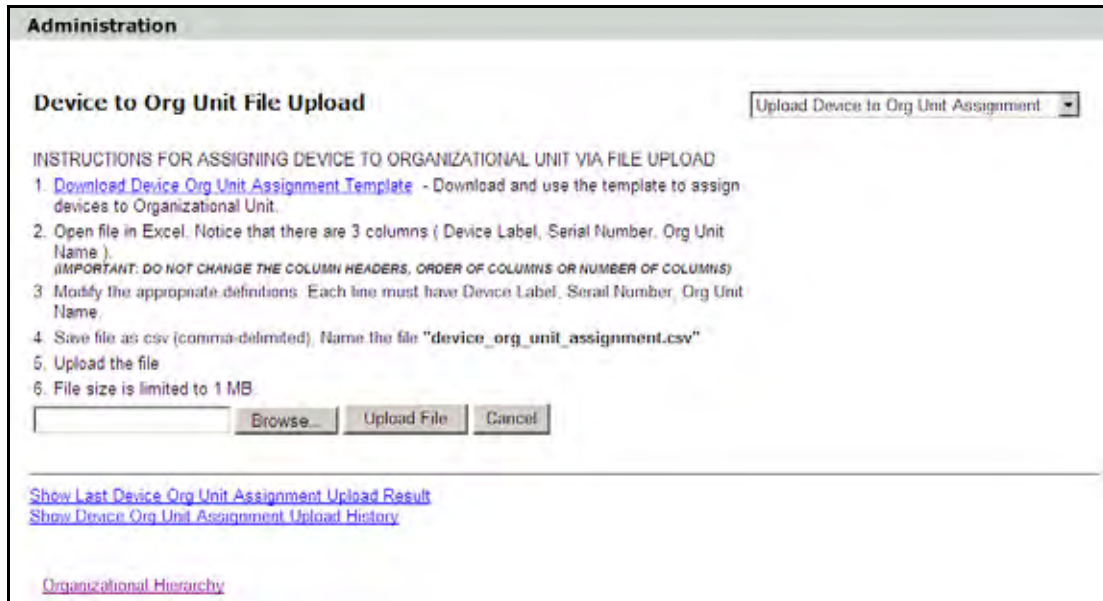 Administration
Device to Org Unit File Upload
Upload Device to Org Unit Assignment
INSTRUCTIONS FOR ASSIGNING DEVICE TO ORGANIZATIONAL UNIT VIA FILE UPLOAD
1. Download Device Org Unit Assignment Template - Download and use the template to assign
devices to Organizational Unit.
2. Open file in Excel. Notice that there are 3 columns ( Device Label, Serial Number, Org Unit
Name ).
(IMPORTANT: DO NOT CHANGE THE COLUMN HEADERS, ORDER OF COLUMNS OR NUMBER OF COLUMNS)
3. Modify the appropriate definitions. Each line must have Device Label, Serail Number, Org Unit
Name.
4. Save file as csv (comma-delimited). Name the file "device_org_unit_assignment.csv"
5. Upload the file
6. File size is limited to 1 MB.
Browse... Upload File Cancel
Show Last Device Org Unit Assignment Upload Result
Show Device Org Unit Assignment Upload History
Organizational Hierarchy